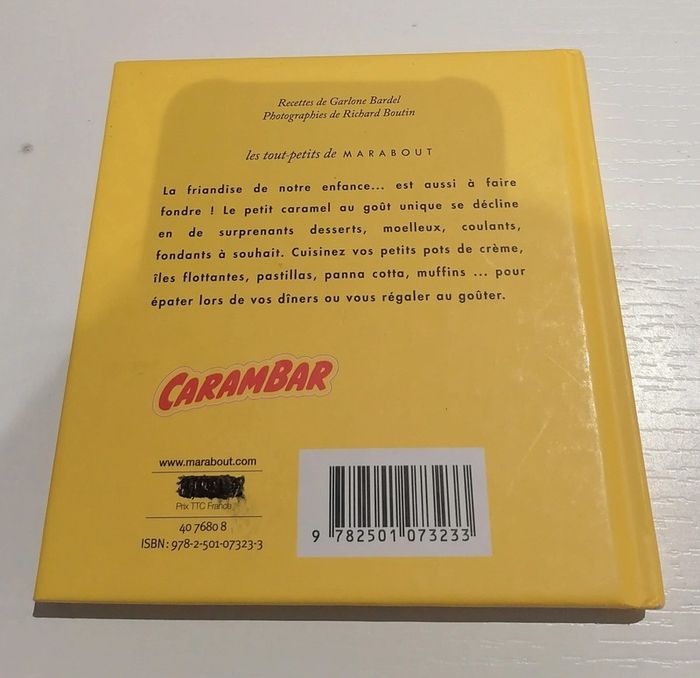 Recettes de Garlone Bardel
Photographies de Richard Boutin
les tout-petits de MARABOUT
La friandise de notre enfance... est aussi à faire
fondre ! Le petit caramel au goût unique se décline
en de surprenants desserts, moelleux, coulants,
fondants à souhait. Cuisinez vos petits pots de crème,
îles flottantes, pastillas, panna cotta, muffins ... pour
épater lors de vos dîners ou vous régaler au goûter.
CARAMBAR
www.marabout.com
Prix TTC France
40 7680 8
ISBN : 978-2-501-07323-3
9 782501 073233